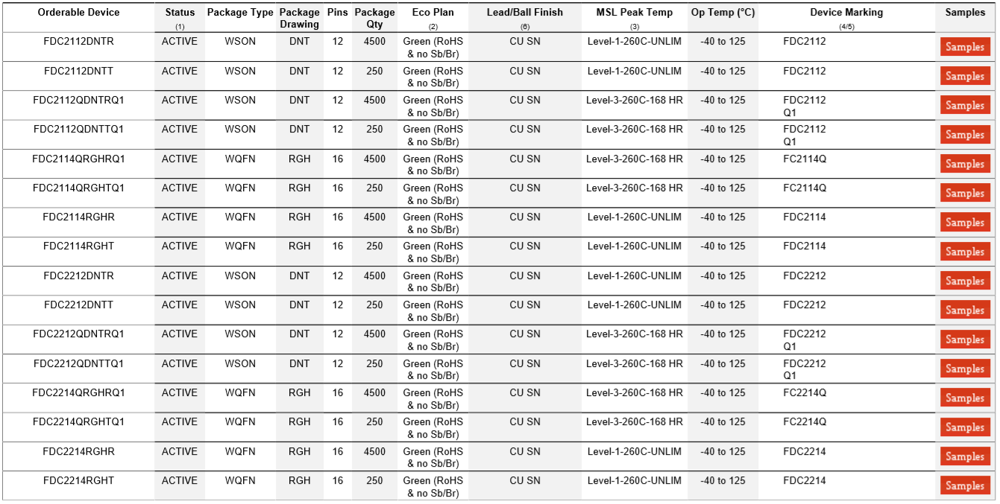 Orderable Device Status Package Type Package Pins Package Eco Plan Lead/Ball Finish MSL Peak Temp Op Temp (°C) Device Marking Samples
(1) Drawing Qty (2) (6) (3) (4/5)
FDC2112DNTR ACTIVE WSON DNT 12 4500 Green (RoHS CU SN Level-1-260C-UNLIM -40 to 125 FDC2112 Samples
& no Sb/Br)
FDC2112DNTT ACTIVE WSON DNT 12 250 Green (RoHS CU SN Level-1-260C-UNLIM -40 to 125 FDC2112 Samples
& no Sb/Br)
FDC2112QDNTRQ1 ACTIVE WSON DNT 12 4500 Green (RoHS CU SN Level-3-260C-168 HR -40 to 125 FDC2112 Samples
& no Sb/Br) Q1
FDC2112QDNTTQ1 ACTIVE WSON DNT 12 250 Green (RoHS CU SN Level-3-260C-168 HR -40 to 125 FDC2112 Samples
& no Sb/Br) Q1
FDC2114QRGHRQ1 ACTIVE WQFN RGH 16 4500 Green (RoHS CU SN Level-3-260C-168 HR -40 to 125 FC2114Q Samples
& no Sb/Br)
FDC2114QRGHTQ1 ACTIVE WQFN RGH 16 250 Green (RoHS CU SN Level-3-260C-168 HR -40 to 125 FC2114Q Samples
& no Sb/Br)
FDC2114RGHR ACTIVE WQFN RGH 16 4500 Green (RoHS CU SN Level-1-260C-UNLIM -40 to 125 FDC2114 Samples
& no Sb/Br)
FDC2114RGHT ACTIVE WQFN RGH 16 250 Green (RoHS CU SN Level-1-260C-UNLIM -40 to 125 FDC2114 Samples
& no Sb/Br)
FDC2212DNTR ACTIVE WSON DNT 12 4500 Green (RoHS CU SN Level-1-260C-UNLIM -40 to 125 FDC2212 Samples
& no Sb/Br)
FDC2212DNTT ACTIVE WSON DNT 12 250 Green (RoHS CU SN Level-1-260C-UNLIM -40 to 125 FDC2212 Samples
& no Sb/Br)
FDC2212QDNTRQ1 ACTIVE WSON DNT 12 4500 Green (RoHS CU SN Level-3-260C-168 HR -40 to 125 FDC2212 Samples
& no Sb/Br) Q1
FDC2212QDNTTQ1 ACTIVE WSON DNT 12 250 Green (RoHS CU SN Level-3-260C-168 HR -40 to 125 FDC2212 Samples
& no Sb/Br) Q1
FDC2214QRGHRQ1 ACTIVE WQFN RGH 16 4500 Green (RoHS CU SN Level-3-260C-168 HR -40 to 125 FC2214Q Samples
& no Sb/Br)
FDC2214QRGHTQ1 ACTIVE WQFN RGH 16 250 Green (RoHS CU SN Level-3-260C-168 HR -40 to 125 FC2214Q Samples
& no Sb/Br)
FDC2214RGHR ACTIVE WQFN RGH 16 4500 Green (RoHS CU SN Level-1-260C-UNLIM -40 to 125 FDC2214 Samples
& no Sb/Br)
FDC2214RGHT ACTIVE WQFN RGH 16 250 Green (RoHS CU SN Level-1-260C-UNLIM -40 to 125 FDC2214 Samples
& no Sb/Br)